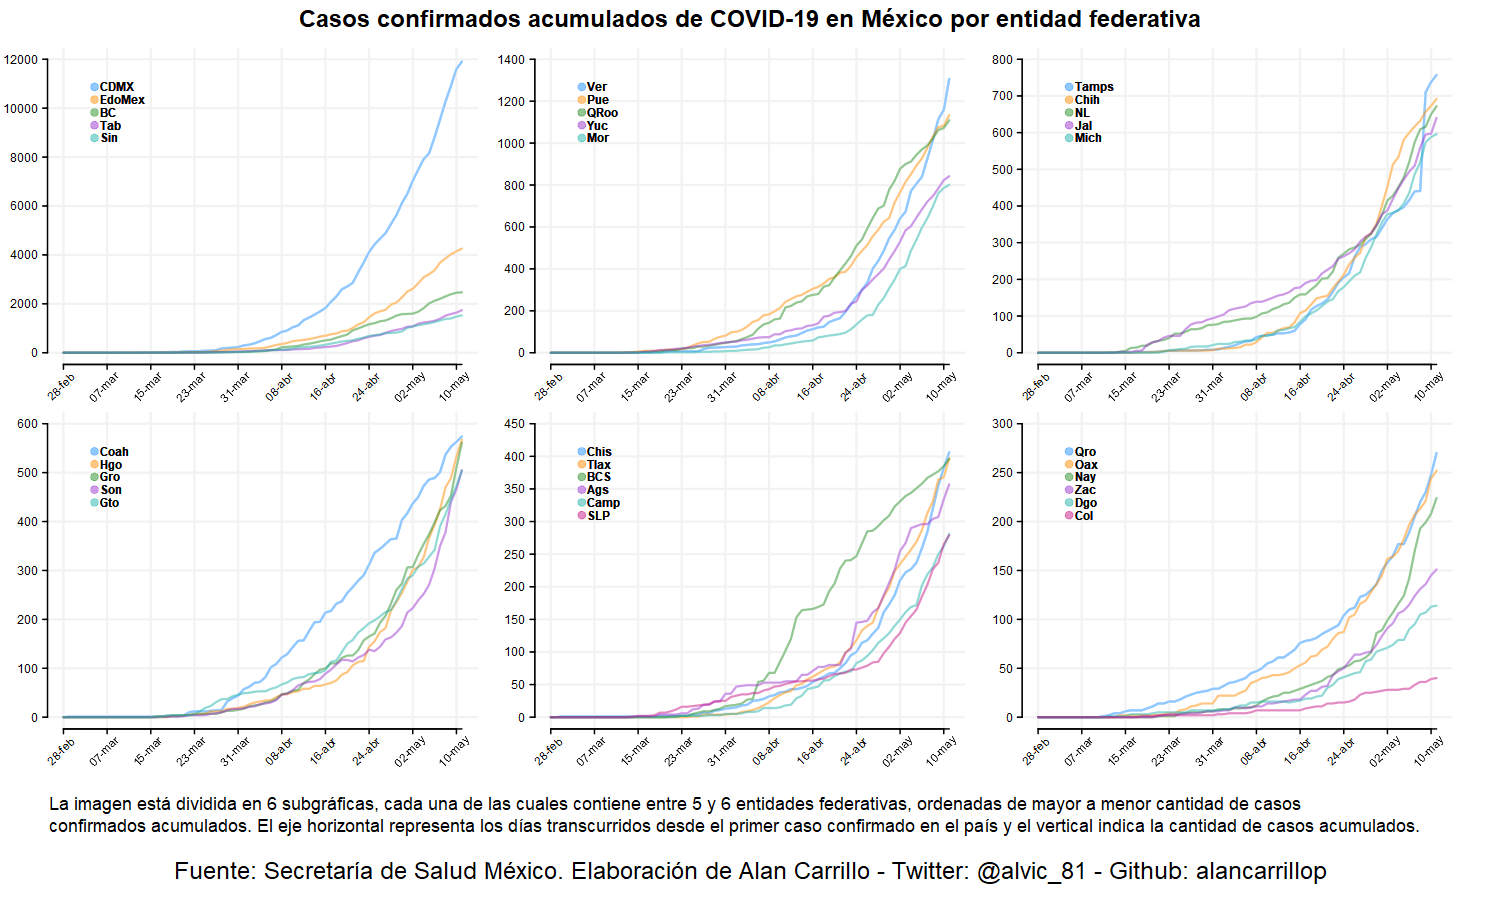 Casos confirmados acumulados de COVID-19 en México por entidad federativa
12000
10000
8000
6000
4000
2000
0
CDMX
EdoMex
BC
Tab
Sin
28-feb
07-mar
15-mar
23-mar
31-mar
08-abr
16-abr
24-abr
02-may
10-may
1400
1200
1000
800
600
400
200
0
Ver
Pue
QRoo
Yuc
Mor
28-feb
07-mar
15-mar
23-mar
31-mar
08-abr
16-abr
24-abr
02-may
10-may
800
700
600
500
400
300
200
100
0
Tamps
Chih
NL
Jal
Mich
28-feb
07-mar
15-mar
23-mar
31-mar
08-abr
16-abr
24-abr
02-may
10-may
600
500
400
300
200
100
0
Coah
Hgo
Gro
Son
Gto
28-feb
07-mar
15-mar
23-mar
31-mar
08-abr
16-abr
24-abr
02-may
10-may
450
400
350
300
250
200
150
100
50
0
Chis
Tlax
BCS
Ags
Camp
SLP
28-feb
07-mar
15-mar
23-mar
31-mar
08-abr
16-abr
24-abr
02-may
10-may
300
250
200
150
100
50
0
Qro
Oax
Nay
Zac
Dgo
Col
28-feb
07-mar
15-mar
23-mar
31-mar
08-abr
16-abr
24-abr
02-may
10-may
La imagen está dividida en 6 subgráficas, cada una de las cuales contiene entre 5 y 6 entidades federativas, ordenadas de mayor a menor cantidad de casos
confirmados acumulados. El eje horizontal representa los días transcurridos desde el primer caso confirmado en el país y el vertical indica la cantidad de casos acumulados.
Fuente: Secretaría de Salud México. Elaboración de Alan Carrillo - Twitter: @alvic_81 - Github: alancarrillop